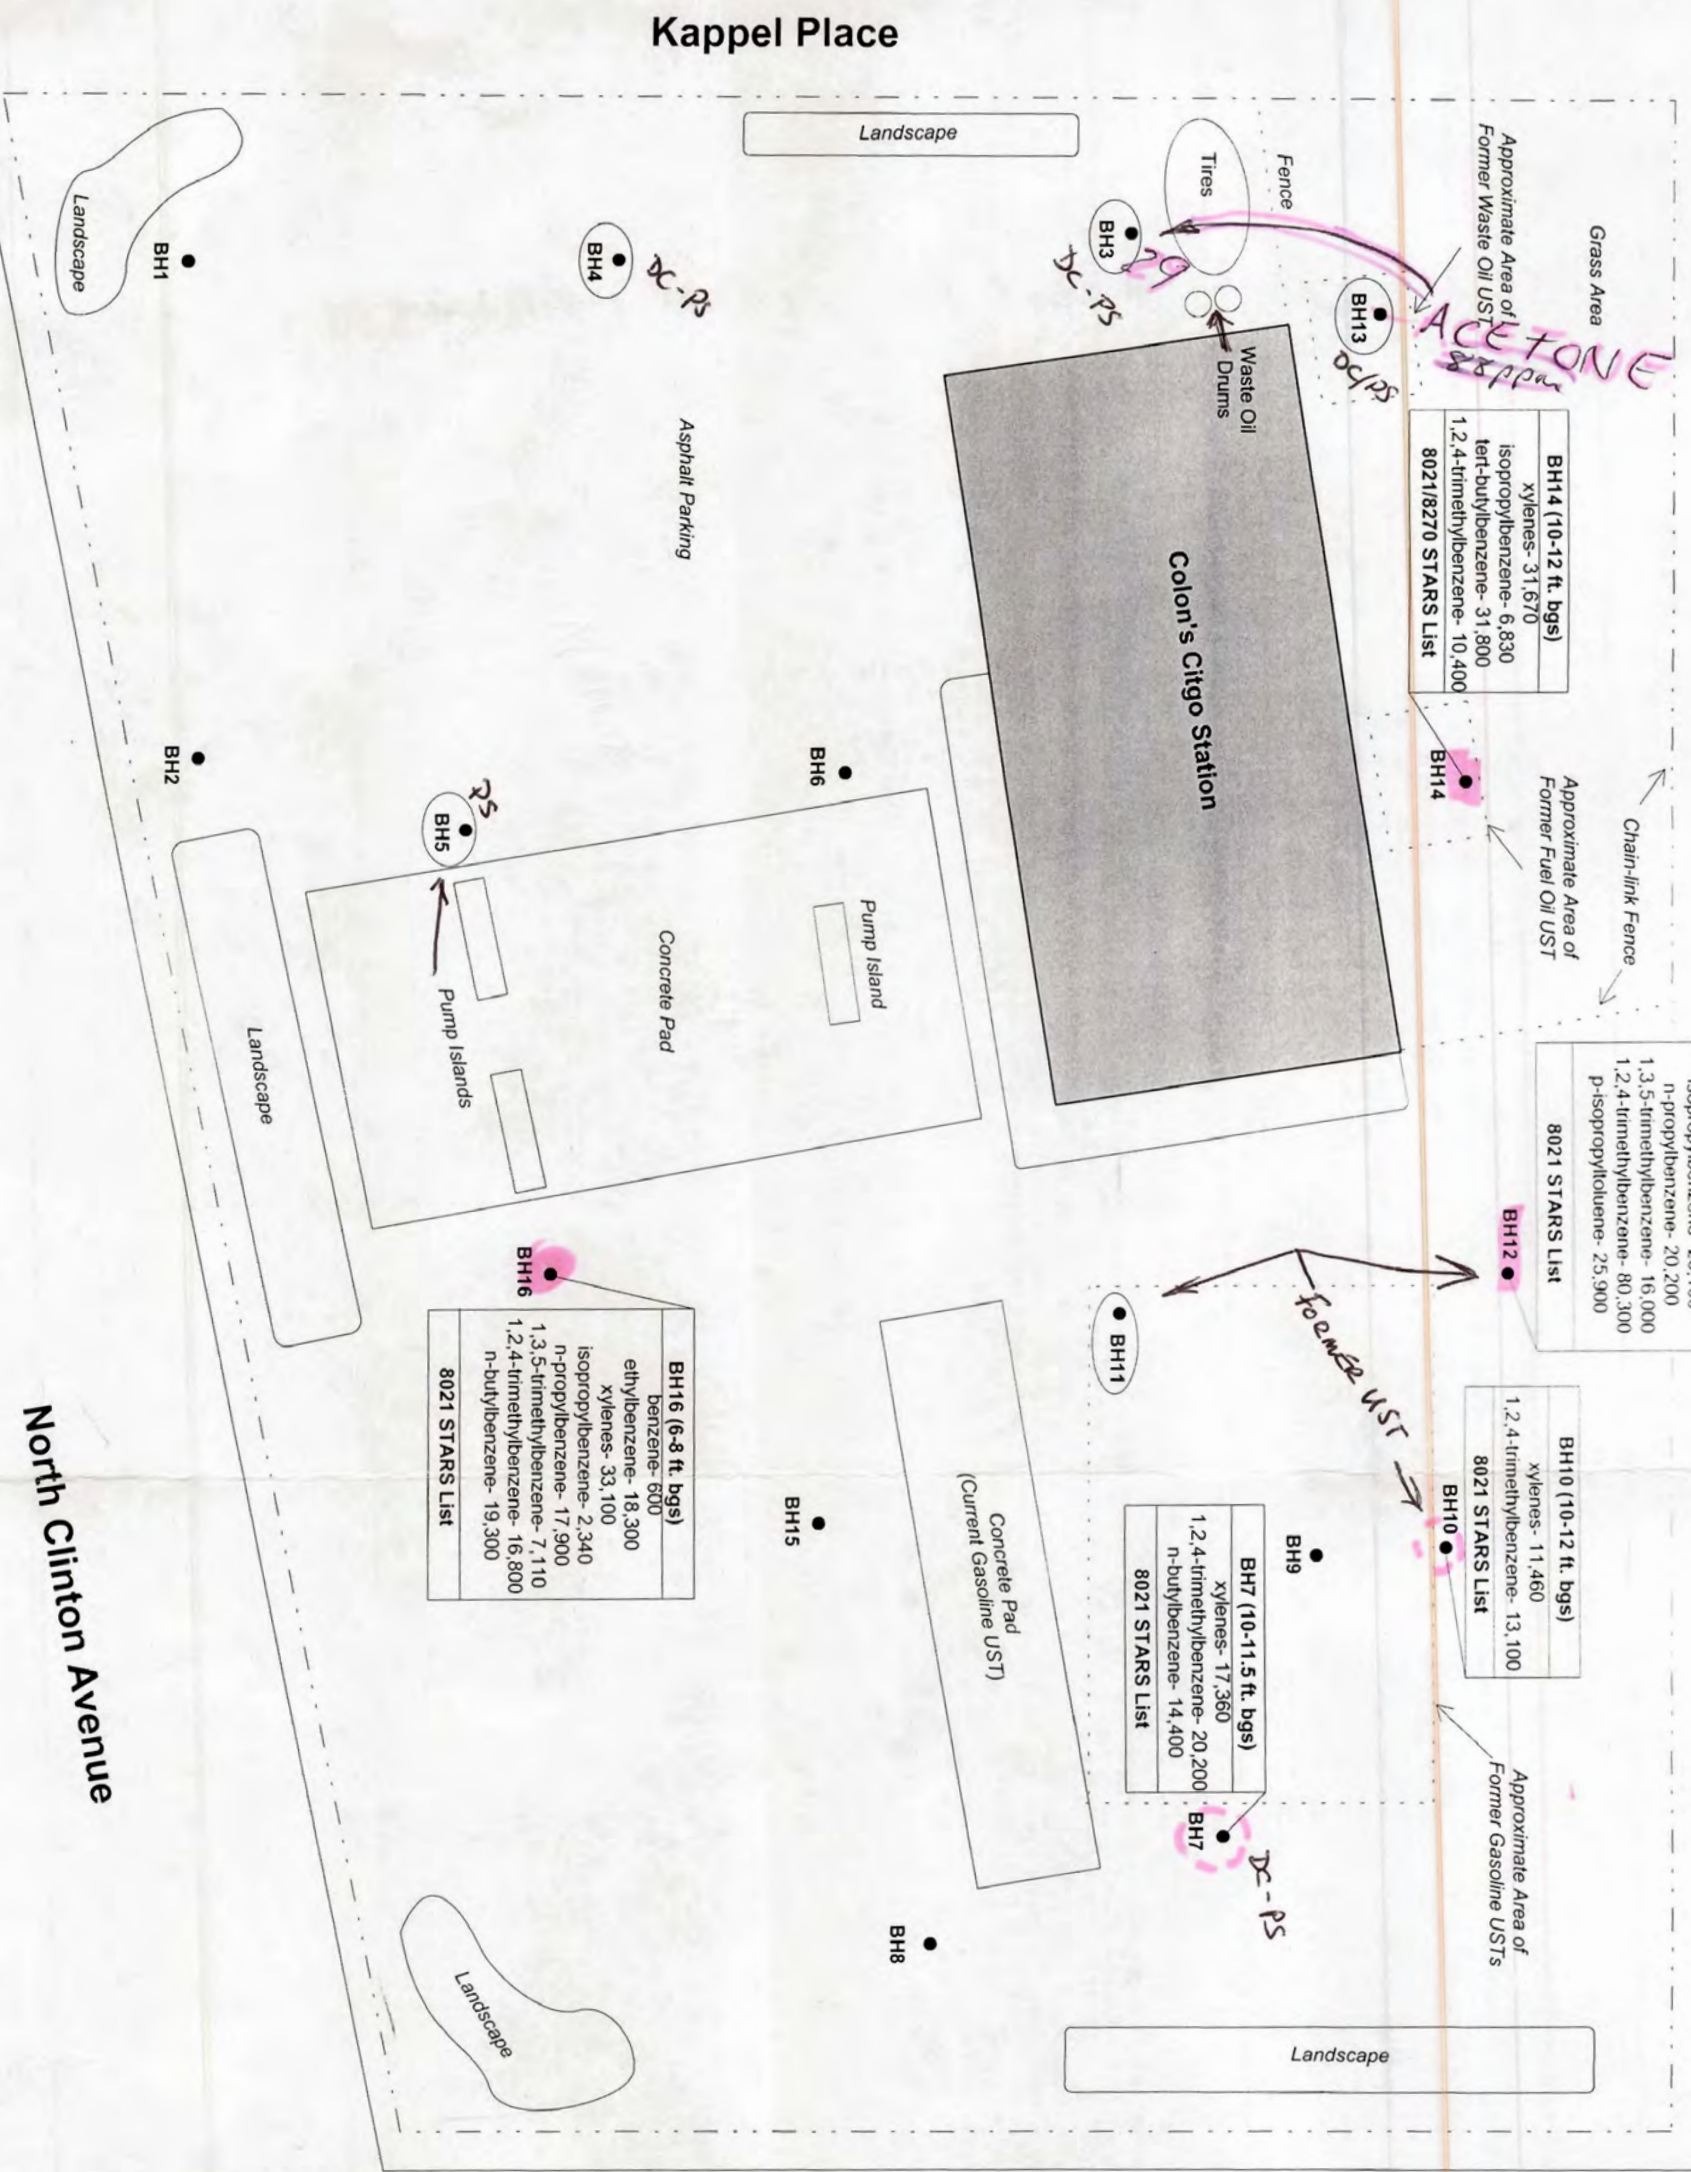 Kappel Place
Landscape
Landscape
BH1
BH4
DC-PS
Tires
Fence
BH3
29
DC-PS
Approximate Area of
Former Waste Oil UST
Grass Area
BH13
DC/PS
ACETONE
88ppm
Waste Oil
Drums
Asphalt Parking
Colon's Citgo Station
BH14 (10-12 ft. bgs)
xylenes- 31,670
isopropylbenzene- 6,830
tert-butylbenzene- 31,800
1,2,4-trimethylbenzene- 10,400
8021/8270 STARS List
BH14
Approximate Area of
Former Fuel Oil UST
Chain-link Fence
BH2
BH6
PS
BH5
Pump Island
Concrete Pad
Pump Islands
Landscape
n-propylbenzene- 20,200
1,3,5-trimethylbenzene- 16,000
1,2,4-trimethylbenzene- 80,300
p-isopropyltoluene- 25,900
8021 STARS List
BH12
FORMER UST
BH11
BH16
BH16 (6-8 ft. bgs)
benzene- 600
ethylbenzene- 18,300
xylenes- 33,100
isopropylbenzene- 2,340
n-propylbenzene- 17,900
1,3,5-trimethylbenzene- 7,110
1,2,4-trimethylbenzene- 16,800
n-butylbenzene- 19,300
8021 STARS List
BH10 (10-12 ft. bgs)
xylenes- 11,460
1,2,4-trimethylbenzene- 13,100
8021 STARS List
BH10
BH9
BH15
Concrete Pad
(Current Gasoline UST)
BH7 (10-11.5 ft. bgs)
xylenes- 17,360
1,2,4-trimethylbenzene- 20,200
n-butylbenzene- 14,400
8021 STARS List
BH7
DC-PS
Approximate Area of
Former Gasoline USTs
BH8
Landscape
Landscape
North Clinton Avenue